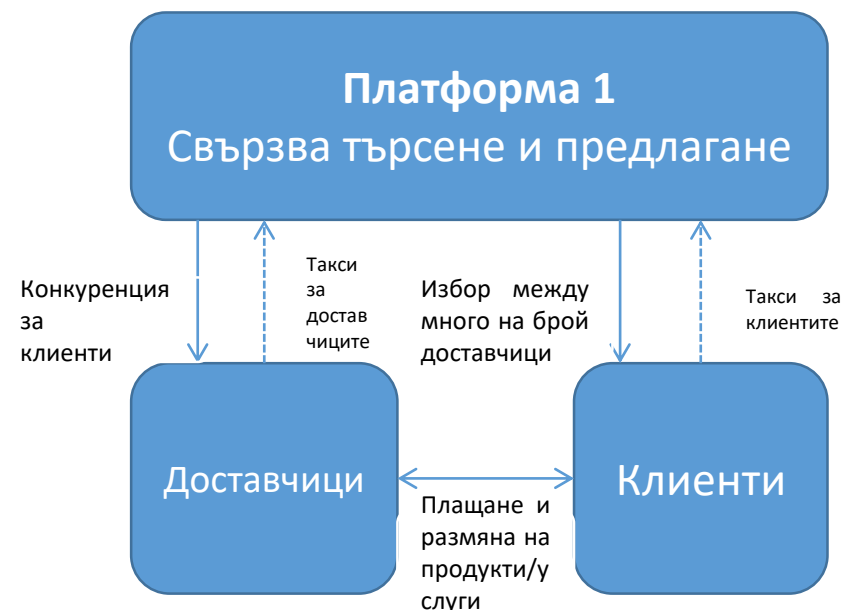 Платформа 1
Свързва търсене и предлагане
Конкуренция
за
клиенти
Такси
за
достав
чиците
Избор между
много на брой
доставчици
Такси за
клиентите
Доставчици
Клиенти
Плащане и
размяна на
продукти/у
слуги